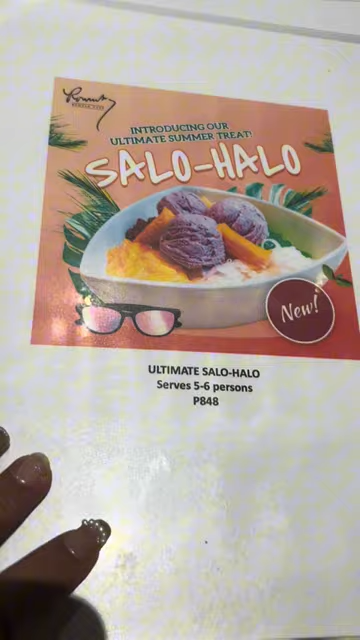 INTRODUCING OUR
ULTIMATE SUMMER TREAT!
SALO-HALO
New!
ULTIMATE SALO-HALO
Serves 5-6 persons
P848